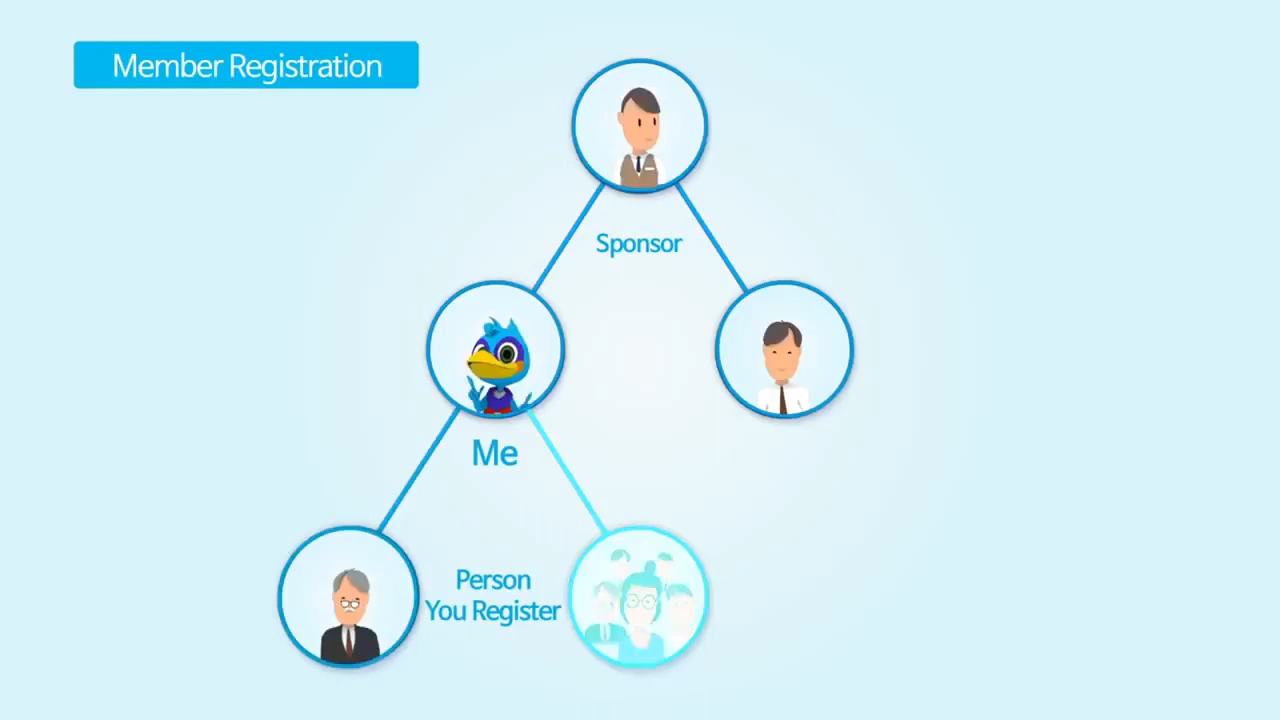 Member Registration
Sponsor
Me
Person
You Register